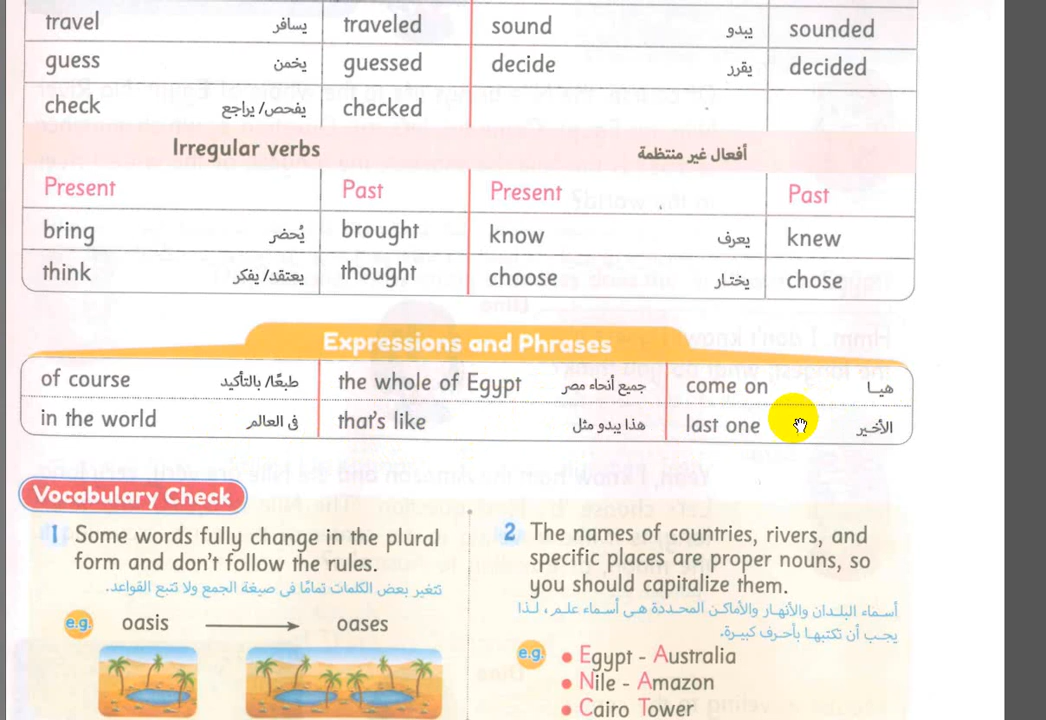 travel يسافر traveled sound يبدو sounded
guess يخمن guessed decide يقرر decided
check يفحص/ يراجع checked
Irregular verbs أفعال غير منتظمة
Present Past Present Past
bring يُحضر brought know يعرف knew
think يعتقد/ يفكر thought choose يختار chose
Expressions and Phrases
of course طبعًا/ بالتأكيد the whole of Egypt جميع أنحاء مصر come on هيا
in the world فى العالم that's like هذا يبدو مثل last one الأخير
Vocabulary Check
1 Some words fully change in the plural
form and don't follow the rules.
تتغير بعض الكلمات تمامًا فى صيغة الجمع ولا تتبع القواعد.
e.g. oasis → oases
2 The names of countries, rivers, and
specific places are proper nouns, so
you should capitalize them.
أسماء البلدان والأنهار والأماكن المحددة هى أسماء علم، لذا
يجب أن تكتبها بأحرف كبيرة.
e.g. • Egypt - Australia
• Nile - Amazon
• Cairo Tower